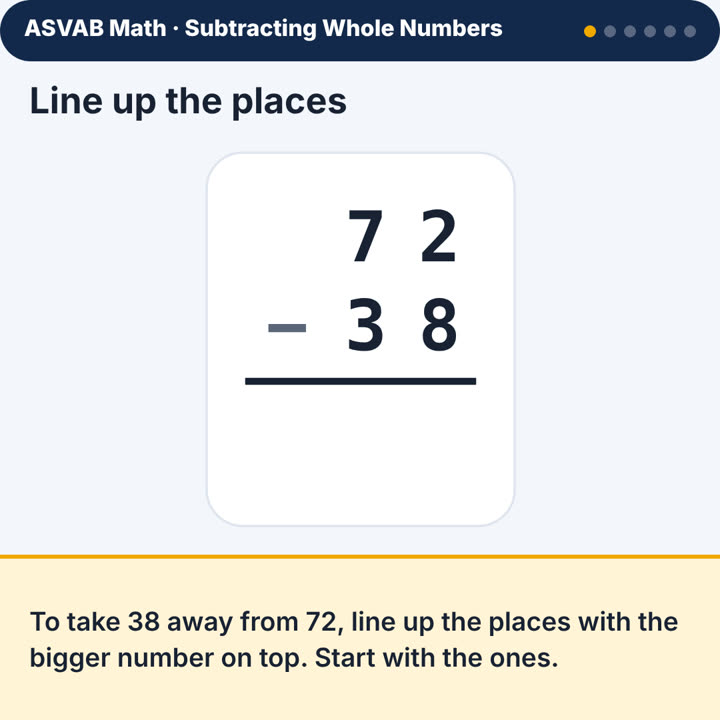 ASVAB Math · Subtracting Whole Numbers
Line up the places
7 2
− 3 8
To take 38 away from 72, line up the places with the
bigger number on top. Start with the ones.